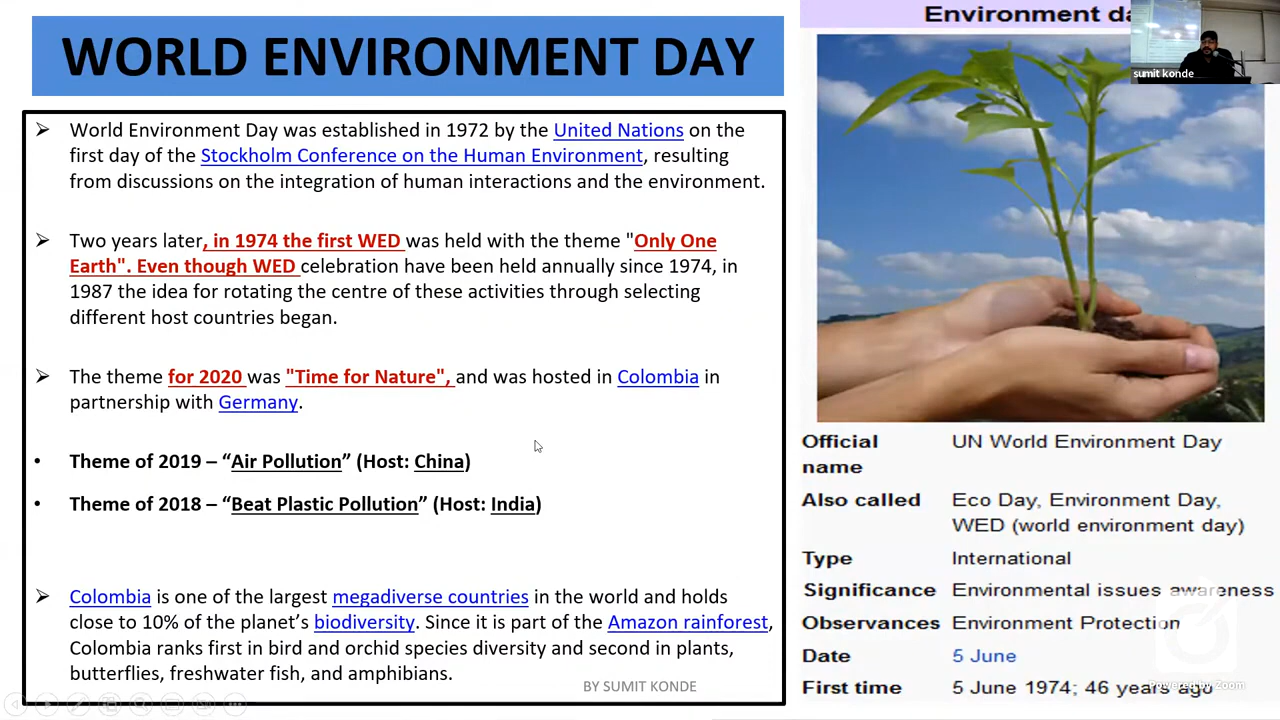 WORLD ENVIRONMENT DAY
➢ World Environment Day was established in 1972 by the United Nations on the
first day of the Stockholm Conference on the Human Environment, resulting
from discussions on the integration of human interactions and the environment.
➢ Two years later, in 1974 the first WED was held with the theme "Only One
Earth". Even though WED celebration have been held annually since 1974, in
1987 the idea for rotating the centre of these activities through selecting
different host countries began.
➢ The theme for 2020 was "Time for Nature", and was hosted in Colombia in
partnership with Germany.
• Theme of 2019 – “Air Pollution” (Host: China)
• Theme of 2018 – “Beat Plastic Pollution” (Host: India)
➢ Colombia is one of the largest megadiverse countries in the world and holds
close to 10% of the planet’s biodiversity. Since it is part of the Amazon rainforest,
Colombia ranks first in bird and orchid species diversity and second in plants,
butterflies, freshwater fish, and amphibians.
BY SUMIT KONDE
Environment
sumit konde
Official UN World Environment Day
name
Also called Eco Day, Environment Day,
WED (world environment day)
Type International
Significance Environmental issues awareness
Observances Environment Protection
Date 5 June
First time 5 June 1974; 46 years ago
Powered by Zoom